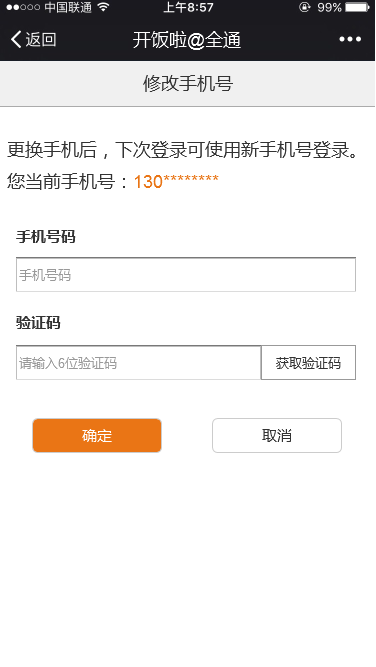 中国联通 上午8:57 99%
返回 开饭啦@全通
修改手机号
更换手机后，下次登录可使用新手机号登录。
您当前手机号：130********
手机号码
手机号码
验证码
请输入6位验证码 获取验证码
确定 取消